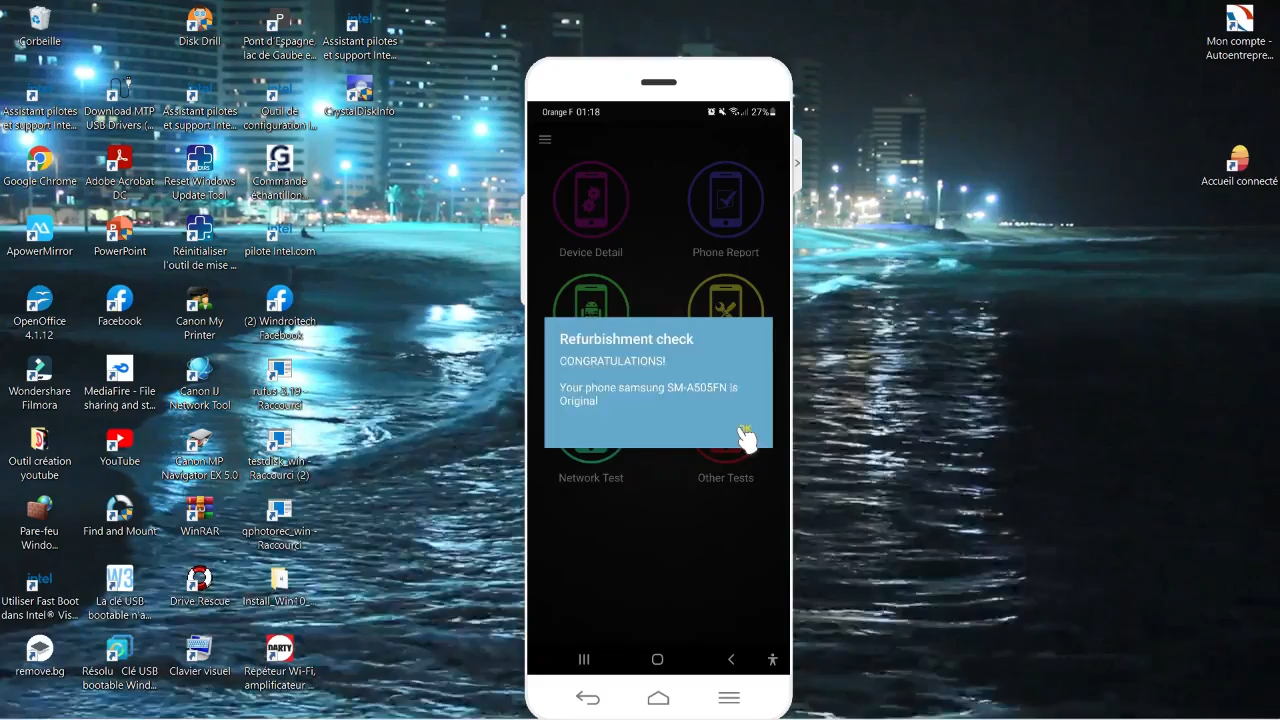 Corbeille
Disk Drill
Pont d'Espagne,
lac de Gaube e...
intel
Assistant pilotes
et support Inte...
Mon compte -
Autoentrepre...
Assistant pilotes
et support Inte...
Download MTP
USB Drivers (...
Assistant pilotes
et support Inte...
Outil de
configuration I...
CrystalDiskInfo
Google Chrome
Adobe Acrobat
DC
Reset Windows
Update Tool
Commande
échantillon...
Accueil connecté
ApowerMirror
PowerPoint
Réinitialiser
l'outil de mise ...
pilote Intel.com
OpenOffice
4.1.12
Facebook
Canon My
Printer
(2) Windroitech
Facebook
Wondershare
Filmora
MediaFire - File
sharing and st...
Canon IJ
Network Tool
rufus-3.19 -
Raccourci
Outil création
youtube
YouTube
Canon MP
Navigator EX 5.0
testdisk_win -
Raccourci (2)
Pare-feu
Windo...
Find and Mount
WinRAR
qphotorec_win -
Raccourci
intel
Utiliser Fast Boot
dans Intel® Vis...
W3
La clé USB
bootable n'a...
Drive Rescue
Install_Win10_...
remove.bg
Résolu _ Clé USB
bootable Wind...
Clavier visuel
DARTY
Répéteur Wi-Fi,
amplificateur ...
Orange F 01:18
27%
Device Detail
Phone Report
Refurbishment check
CONGRATULATIONS!
Your phone samsung SM-A505FN Is
Original
OK
Network Test
Other Tests